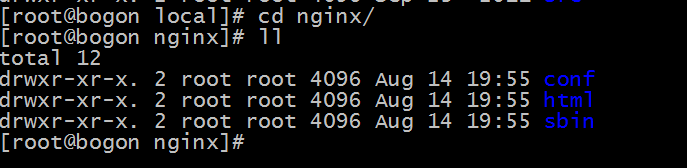 [root@bogon local]# cd nginx/
[root@bogon nginx]# ll
total 12
drwxr-xr-x. 2 root root 4096 Aug 14 19:55 conf
drwxr-xr-x. 2 root root 4096 Aug 14 19:55 html
drwxr-xr-x. 2 root root 4096 Aug 14 19:55 sbin
[root@bogon nginx]#